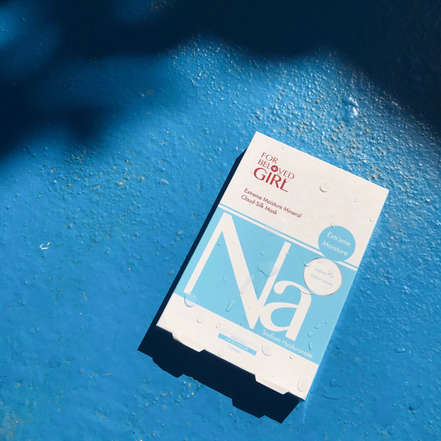 FOR
BELOVED
GIRL
Extreme Moisture Mineral
Cloud-Silk Mask
Extreme
Moisture
Na
Sodium Hyaluronate